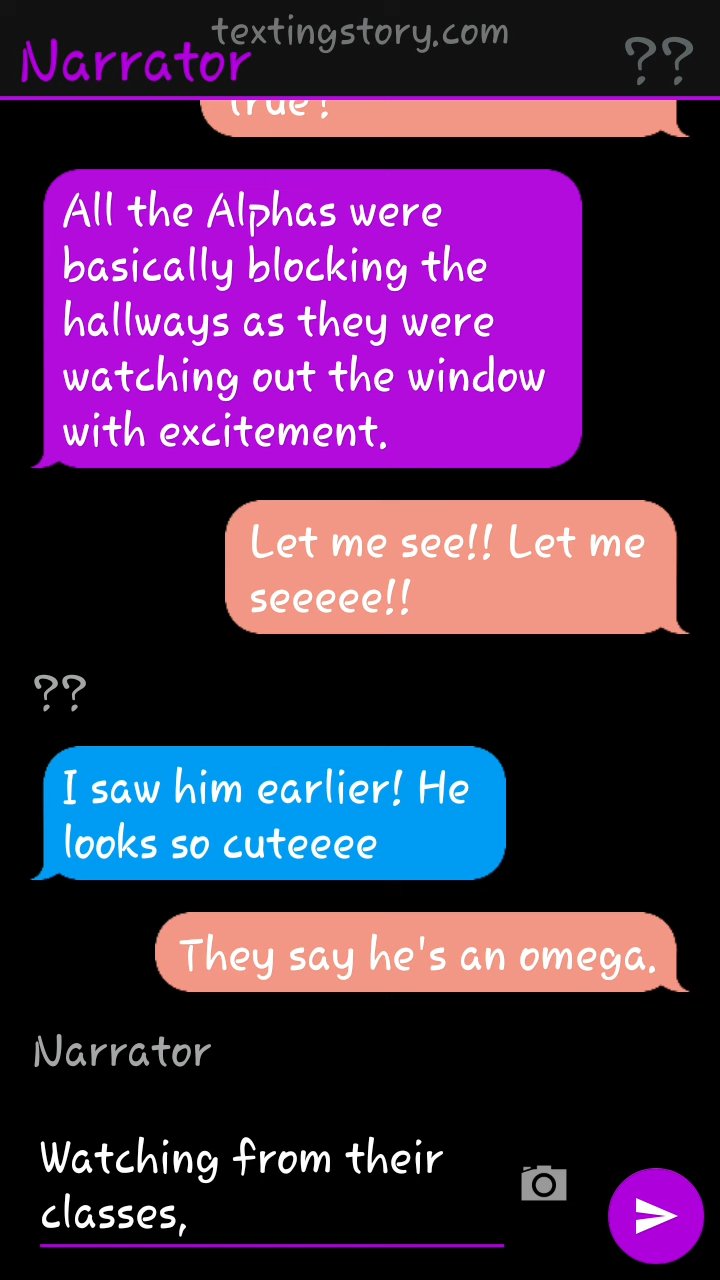 textingstory.com
Narrator
??
true!
All the Alphas were
basically blocking the
hallways as they were
watching out the window
with excitement.
Let me see!! Let me
seeeee!!
??
I saw him earlier! He
looks so cuteeee
They say he's an omega.
Narrator
Watching from their
classes,